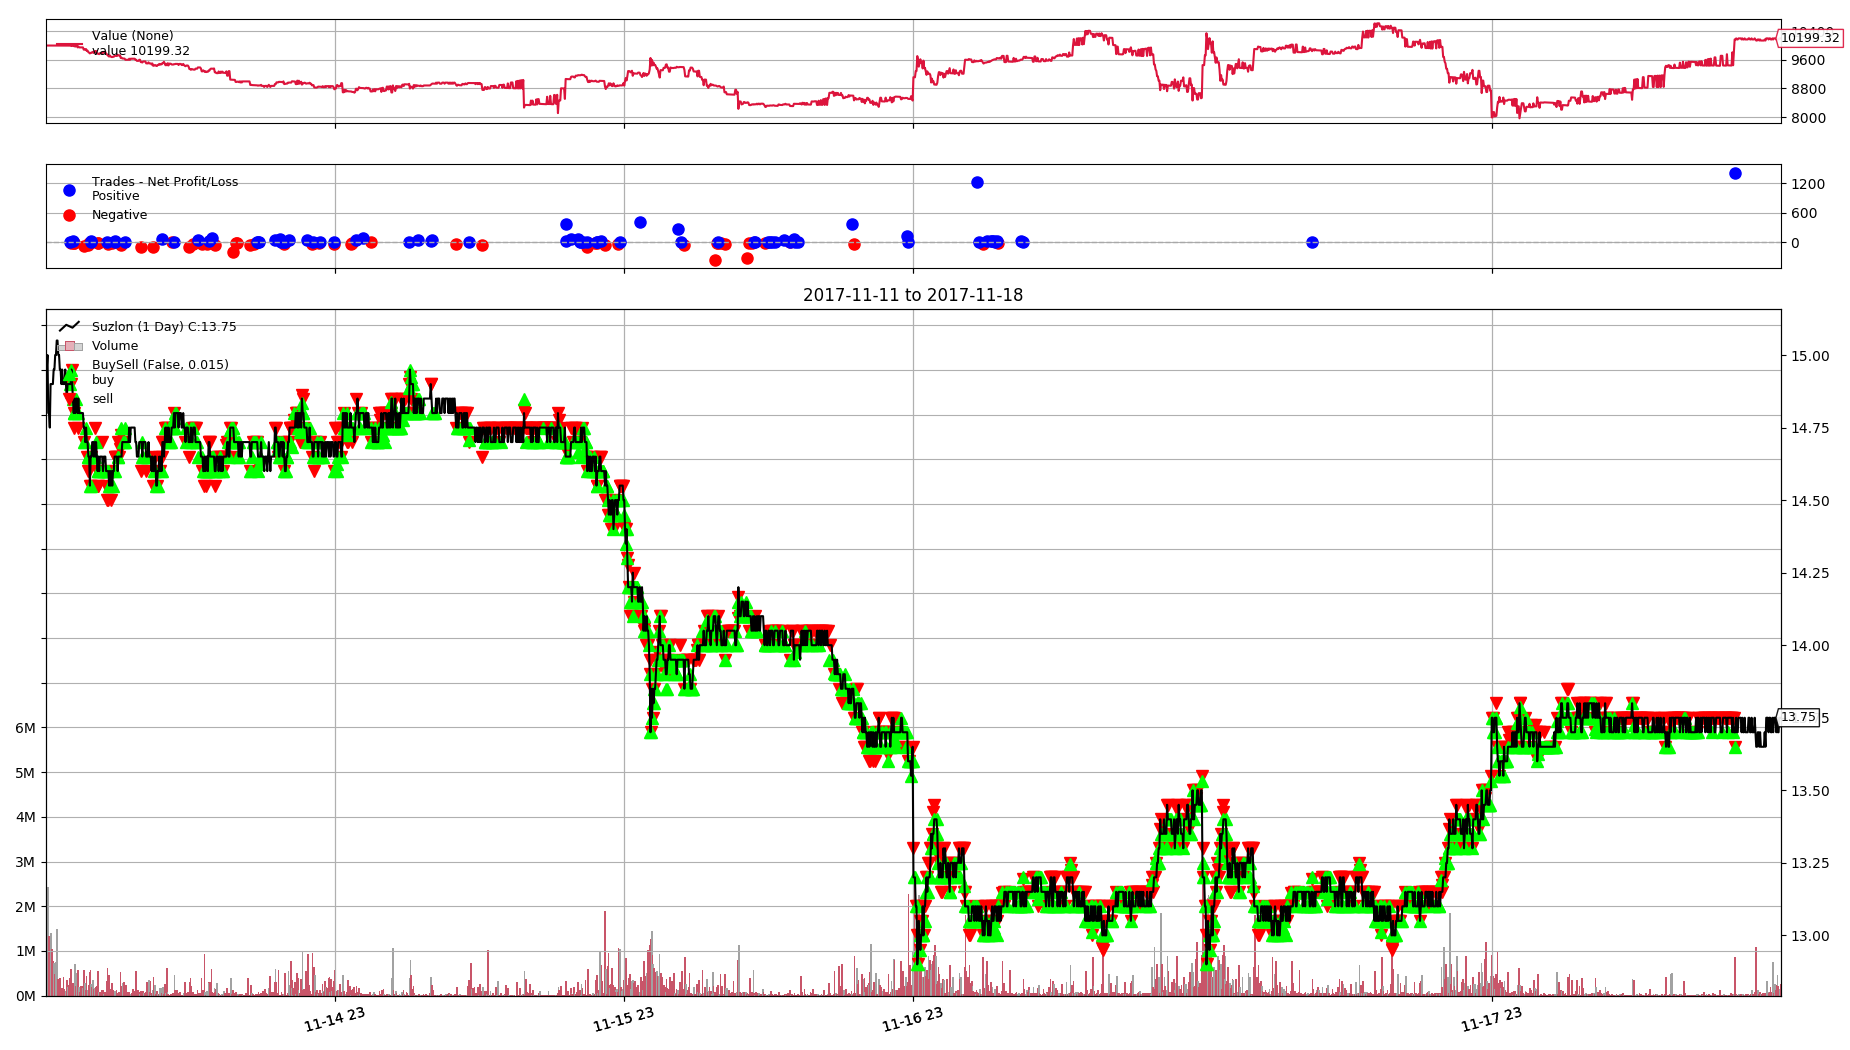 Value (None)
value 10199.32
10199.32
9600
8800
8000
Trades - Net Profit/Loss
Positive
Negative
1200
600
0
2017-11-11 to 2017-11-18
Suzlon (1 Day) C:13.75
Volume
BuySell (False, 0.015)
buy
sell
15.00
14.75
14.50
14.25
14.00
13.75
13.50
13.25
13.00
6M
5M
4M
3M
2M
1M
0M
11-14 23
11-15 23
11-16 23
11-17 23